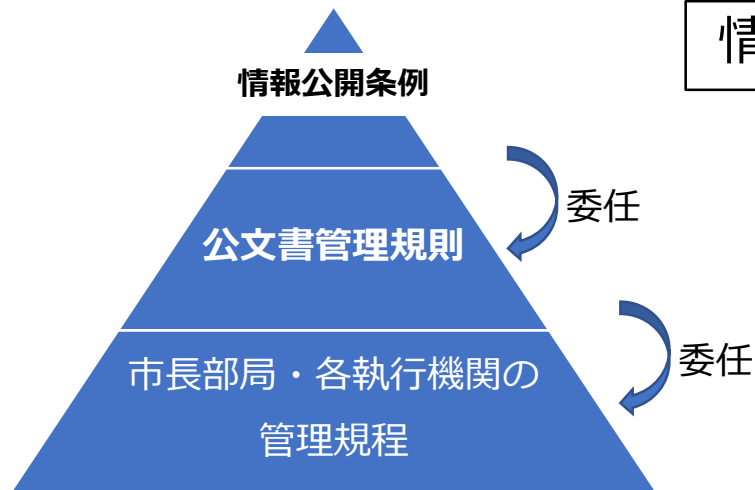 情
情報公開条例
委任
公文書管理規則
委任
市長部局・各執行機関の
管理規程